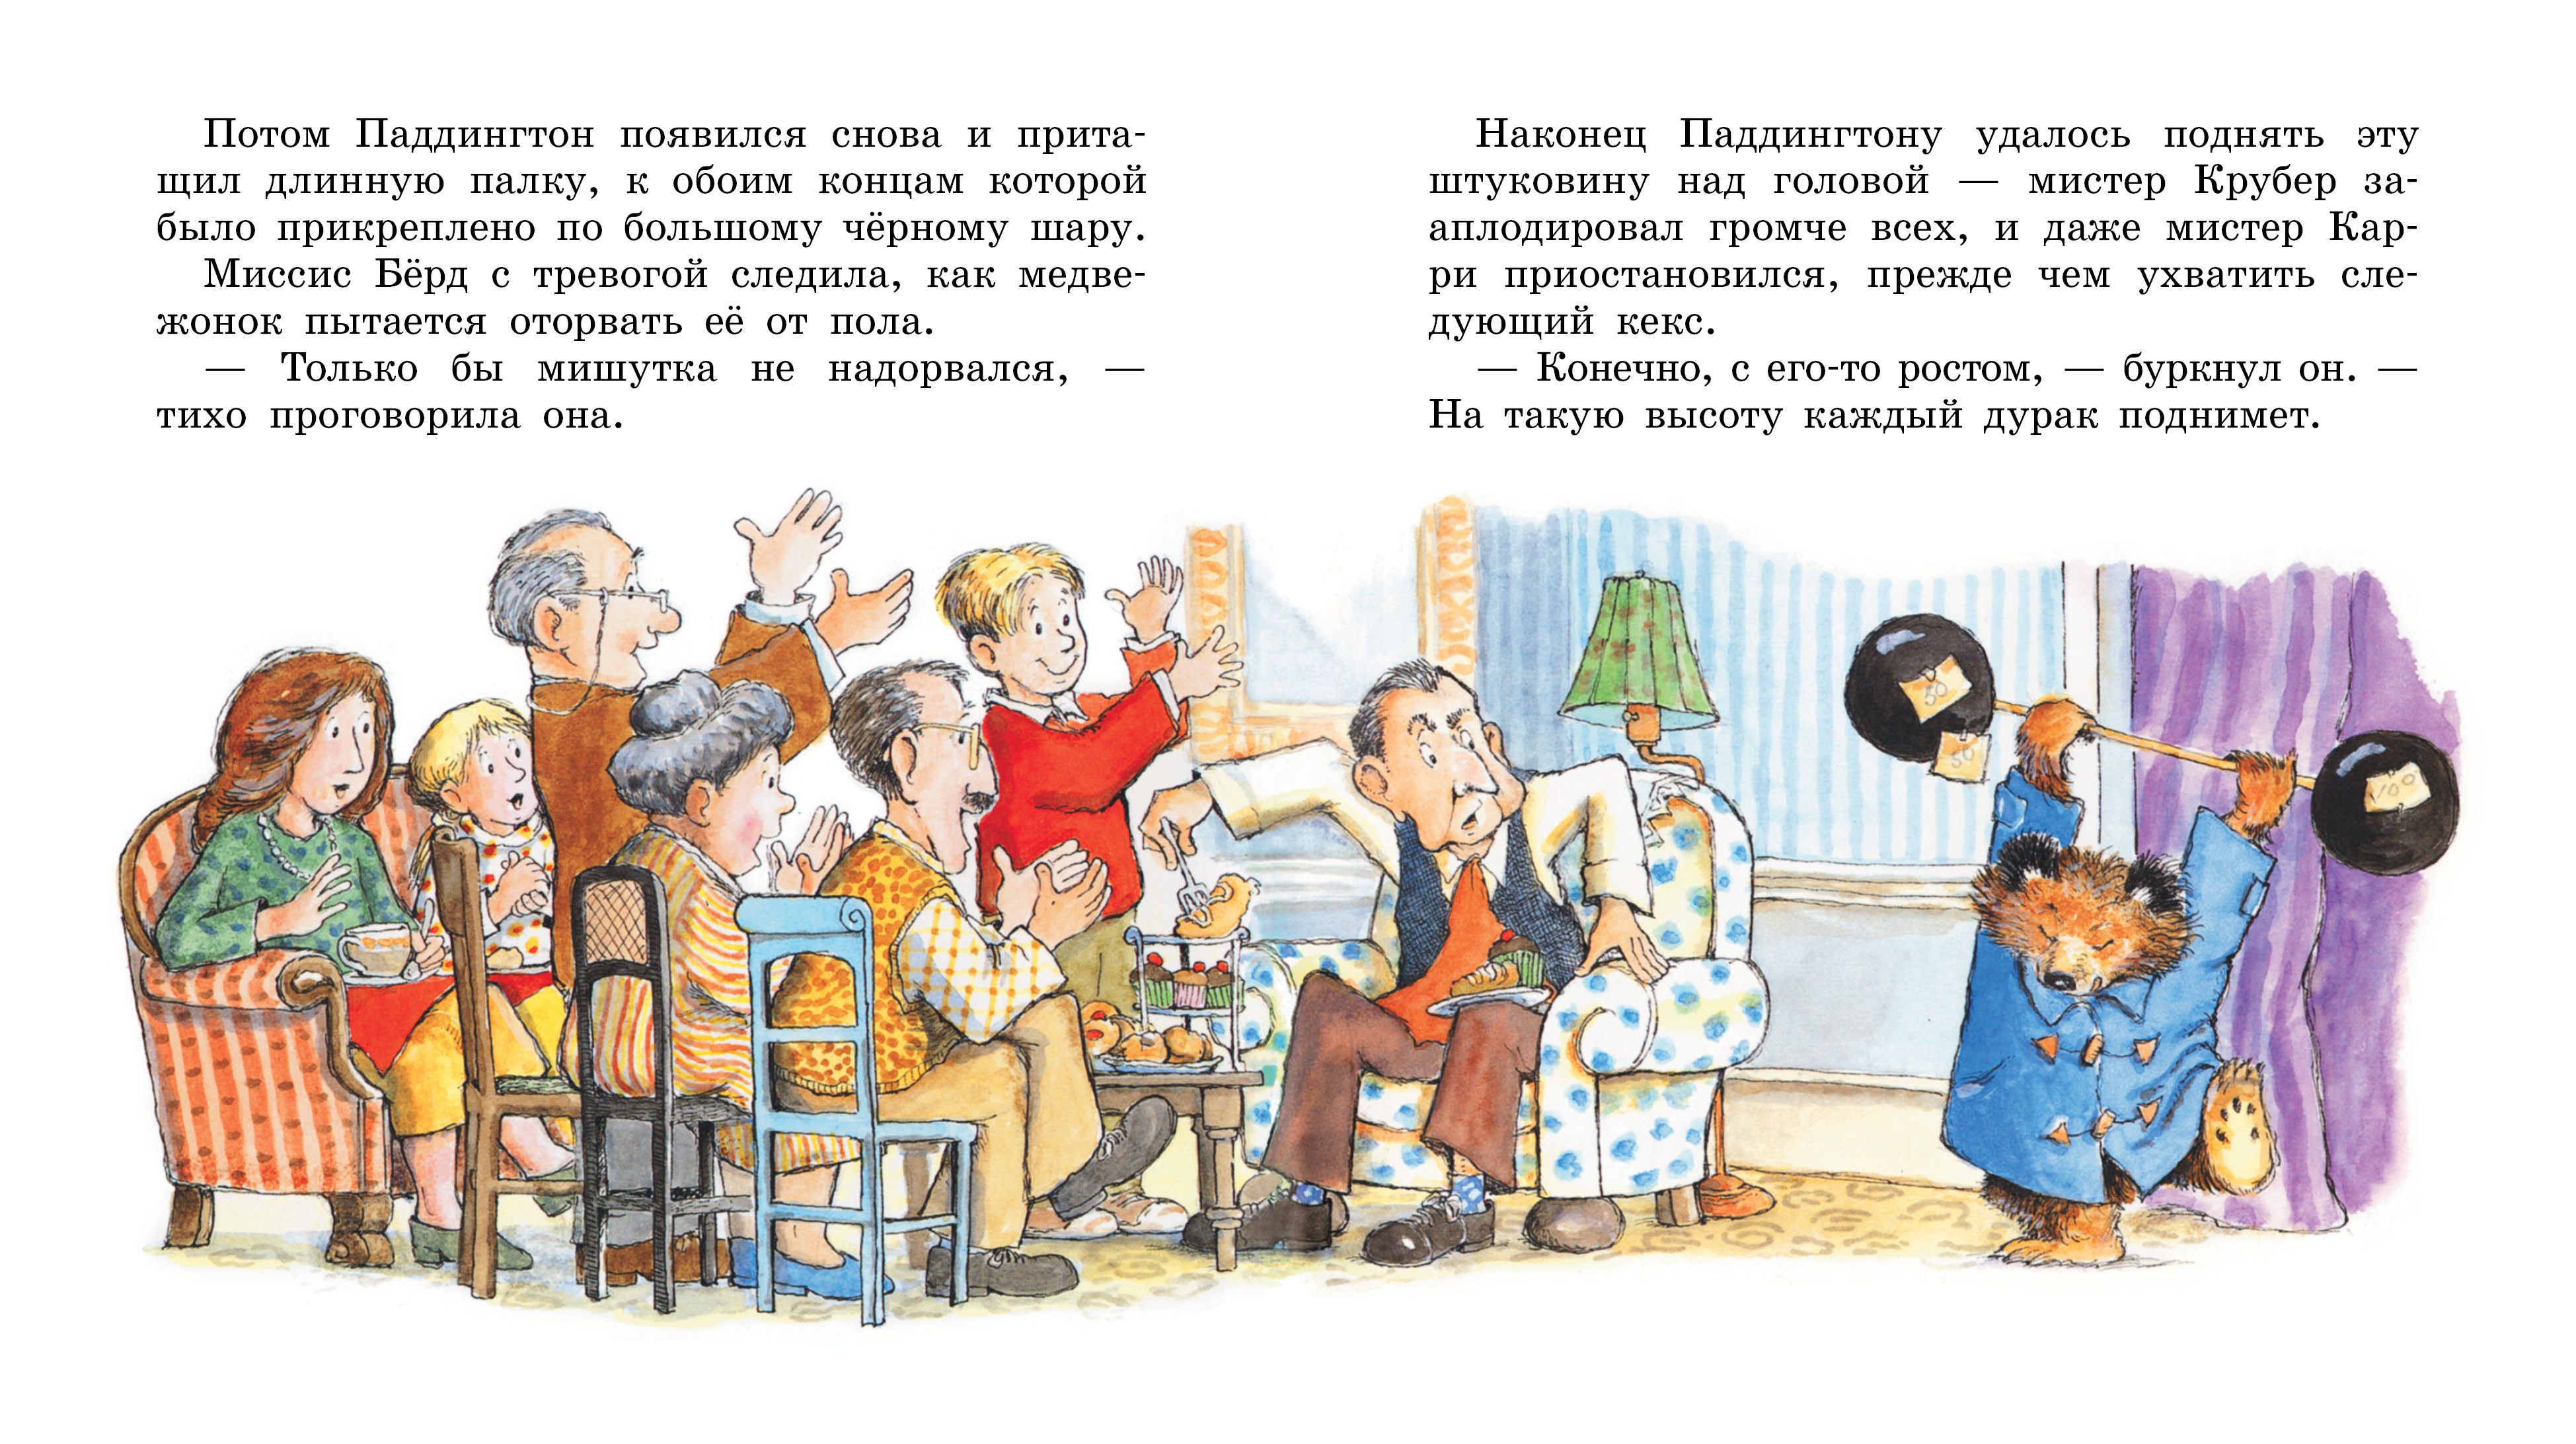 Потом Паддингтон появился снова и прита-
щил длинную палку, к обоим концам которой
было прикреплено по большому чёрному шару.
Миссис Бёрд с тревогой следила, как медве-
жонок пытается оторвать её от пола.
— Только бы мишутка не надорвался, —
тихо проговорила она.
Наконец Паддингтону удалось поднять эту
штуковину над головой — мистер Крубер за-
аплодировал громче всех, и даже мистер Кар-
ри приостановился, прежде чем ухватить сле-
дующий кекс.
— Конечно, с его-то ростом, — буркнул он. —
На такую высоту каждый дурак поднимет.
50
50
100